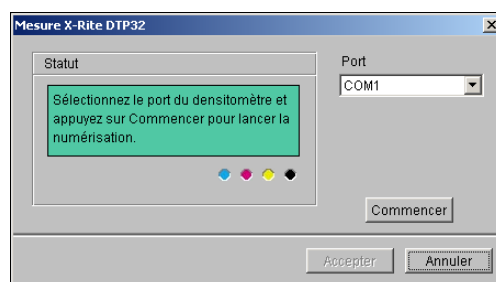 Mesure X-Rite DTP32
Statut
Sélectionnez le port du densitomètre et
appuyez sur Commencer pour lancer la
numérisation.
Port
COM1
Commencer
Accepter
Annuler